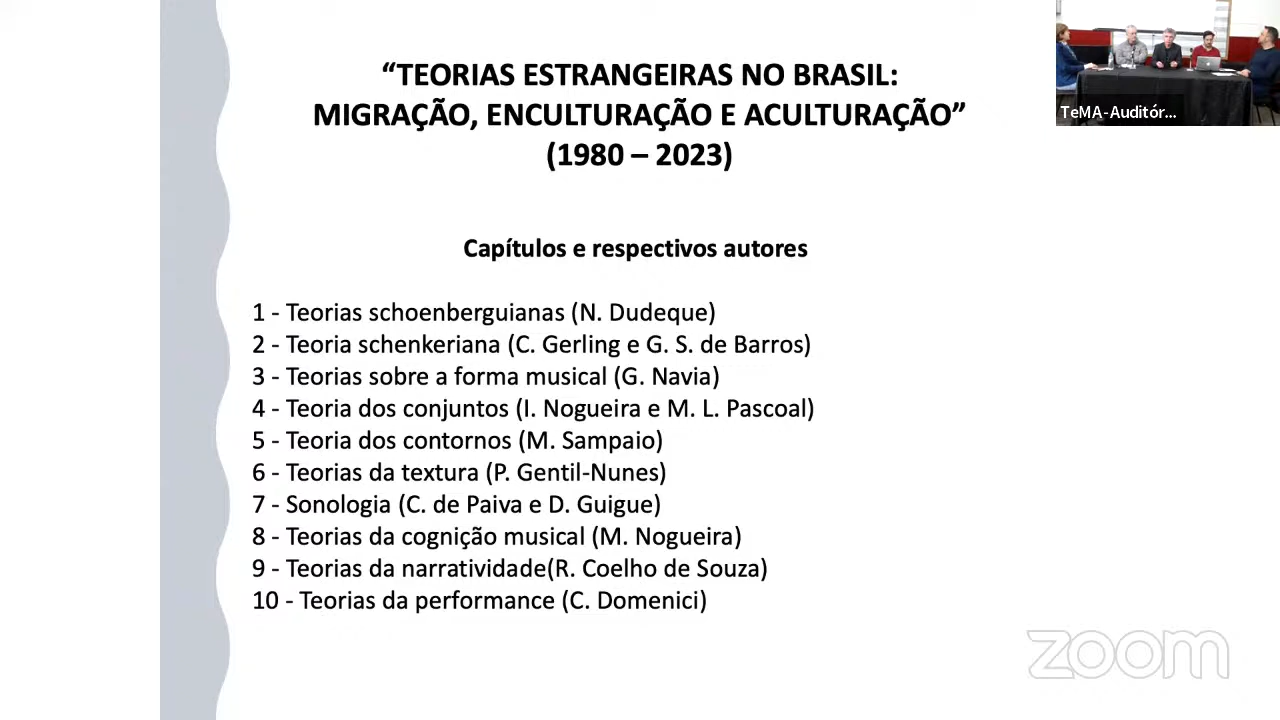 “TEORIAS ESTRANGEIRAS NO BRASIL:
MIGRAÇÃO, ENCULTURAÇÃO E ACULTURAÇÃO”
(1980 – 2023)
TeMA-Auditór...
Capítulos e respectivos autores
1 - Teorias schoenberguianas (N. Dudeque)
2 - Teoria schenkeriana (C. Gerling e G. S. de Barros)
3 - Teorias sobre a forma musical (G. Navia)
4 - Teoria dos conjuntos (I. Nogueira e M. L. Pascoal)
5 - Teoria dos contornos (M. Sampaio)
6 - Teorias da textura (P. Gentil-Nunes)
7 - Sonologia (C. de Paiva e D. Guigue)
8 - Teorias da cognição musical (M. Nogueira)
9 - Teorias da narratividade(R. Coelho de Souza)
10 - Teorias da performance (C. Domenici)
zoom